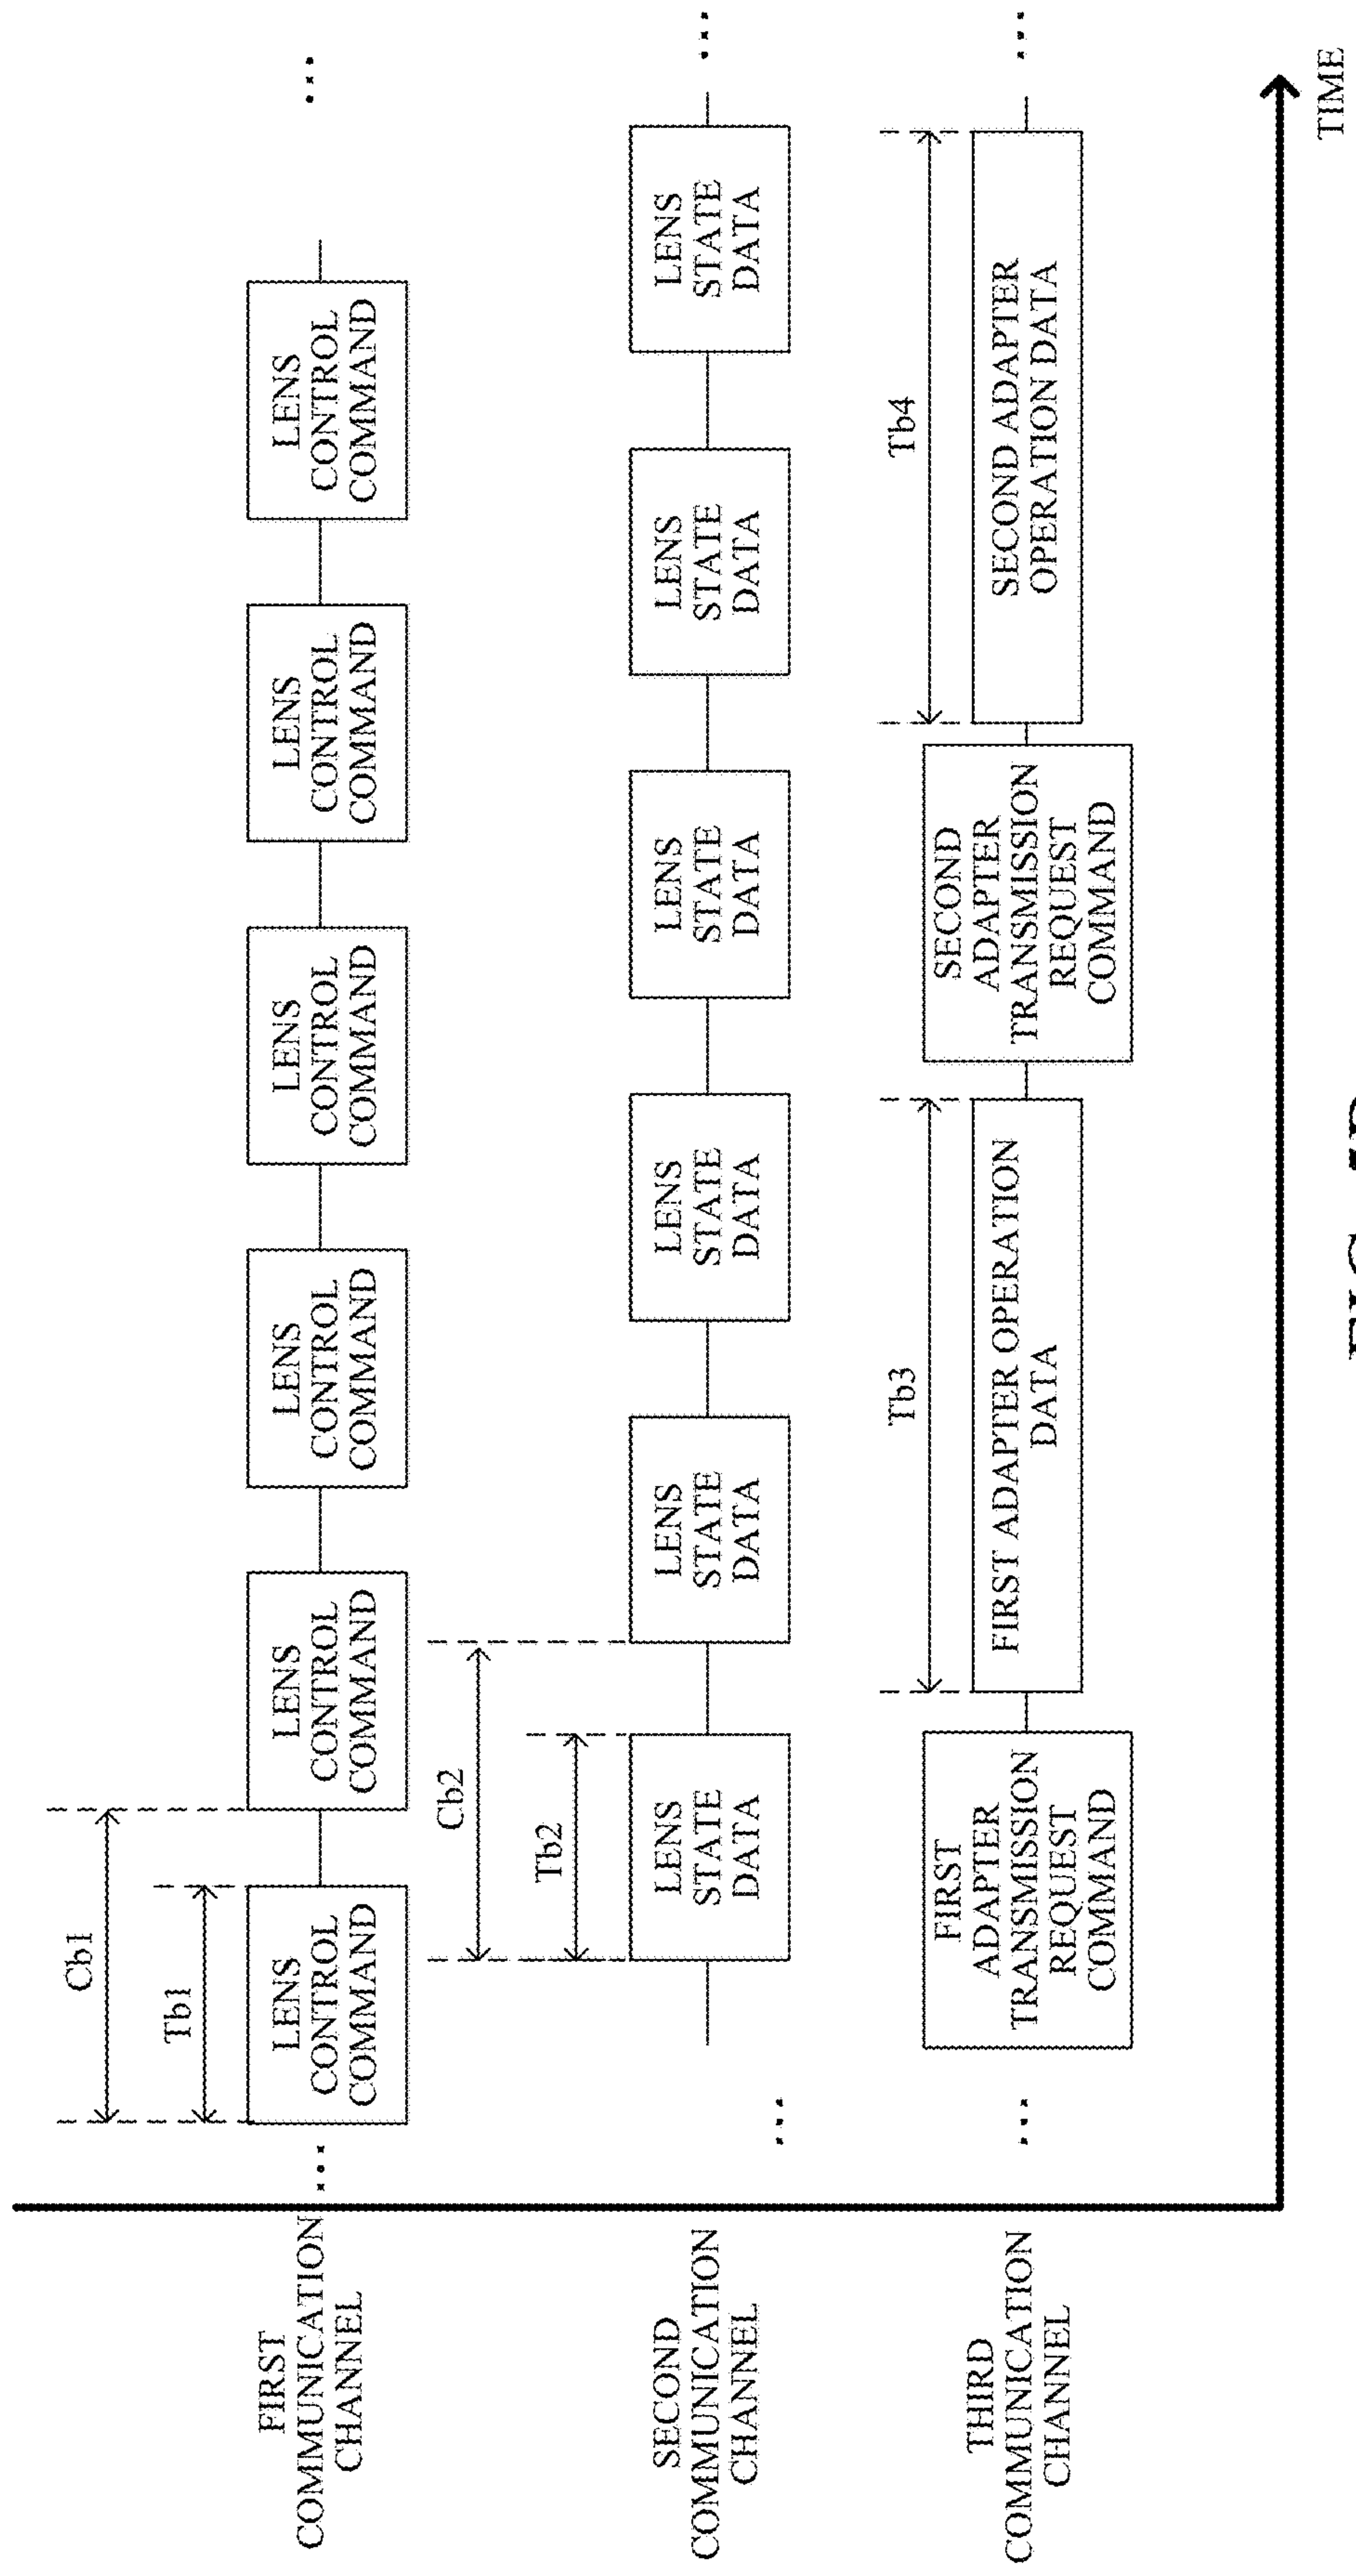 Cb1
Tb1
FIRST
COMMUNICATION
CHANNEL
LENS
CONTROL
COMMAND
LENS
CONTROL
COMMAND
LENS
CONTROL
COMMAND
LENS
CONTROL
COMMAND
LENS
CONTROL
COMMAND
LENS
CONTROL
COMMAND
Cb2
Tb2
SECOND
COMMUNICATION
CHANNEL
LENS
STATE
DATA
LENS
STATE
DATA
LENS
STATE
DATA
LENS
STATE
DATA
LENS
STATE
DATA
LENS
STATE
DATA
Tb3
Tb4
THIRD
COMMUNICATION
CHANNEL
FIRST
ADAPTER
TRANSMISSION
REQUEST
COMMAND
FIRST ADAPTER OPERATION
DATA
SECOND
ADAPTER
TRANSMISSION
REQUEST
COMMAND
SECOND ADAPTER
OPERATION DATA
TIME